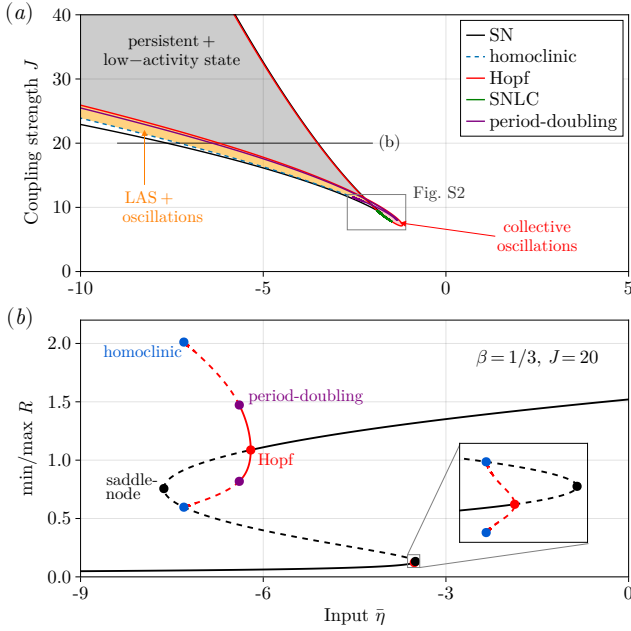 (a)
Coupling strength J
40
30
20
10
0
-10
-5
0
5
persistent +
low−activity state
LAS +
oscillations
(b)
Fig. S2
collective
oscillations
SN
homoclinic
Hopf
SNLC
period−doubling
(b)
min/max R
2.0
1.5
1.0
0.5
0.0
-9
-6
-3
0
Input η̄
homoclinic
period-doubling
Hopf
saddle-
node
β = 1/3, J = 20